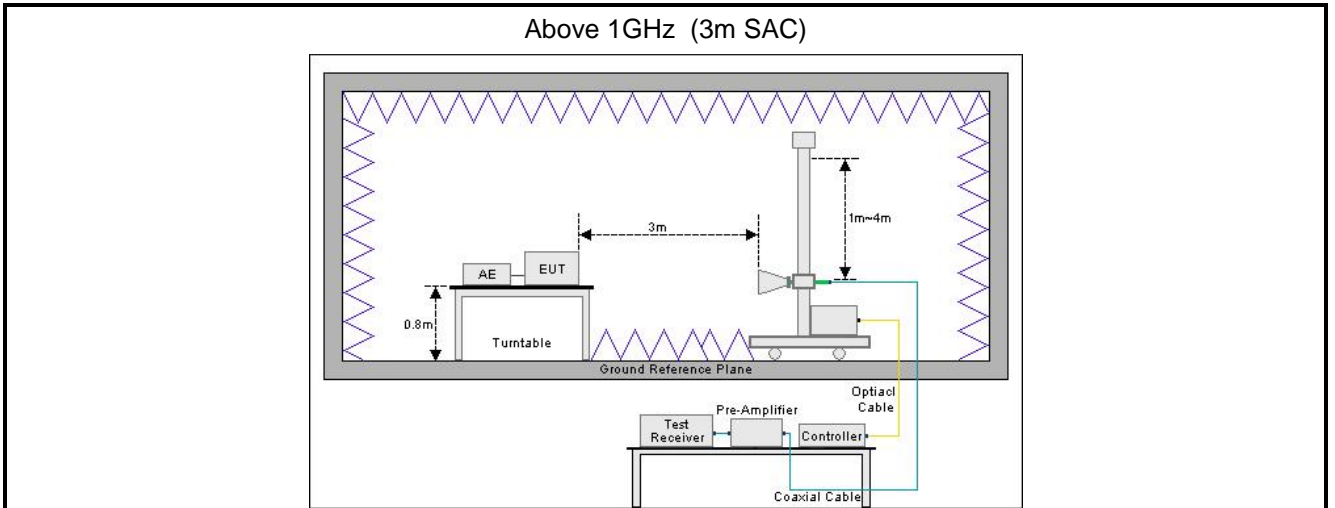 Above 1GHz (3m SAC)
1m~4m
3m
AE
EUT
0.8m
Turntable
Ground Reference Plane
Optiacl
Cable
Pre-Amplifier
Test
Receiver
Controller
Coaxial Cable